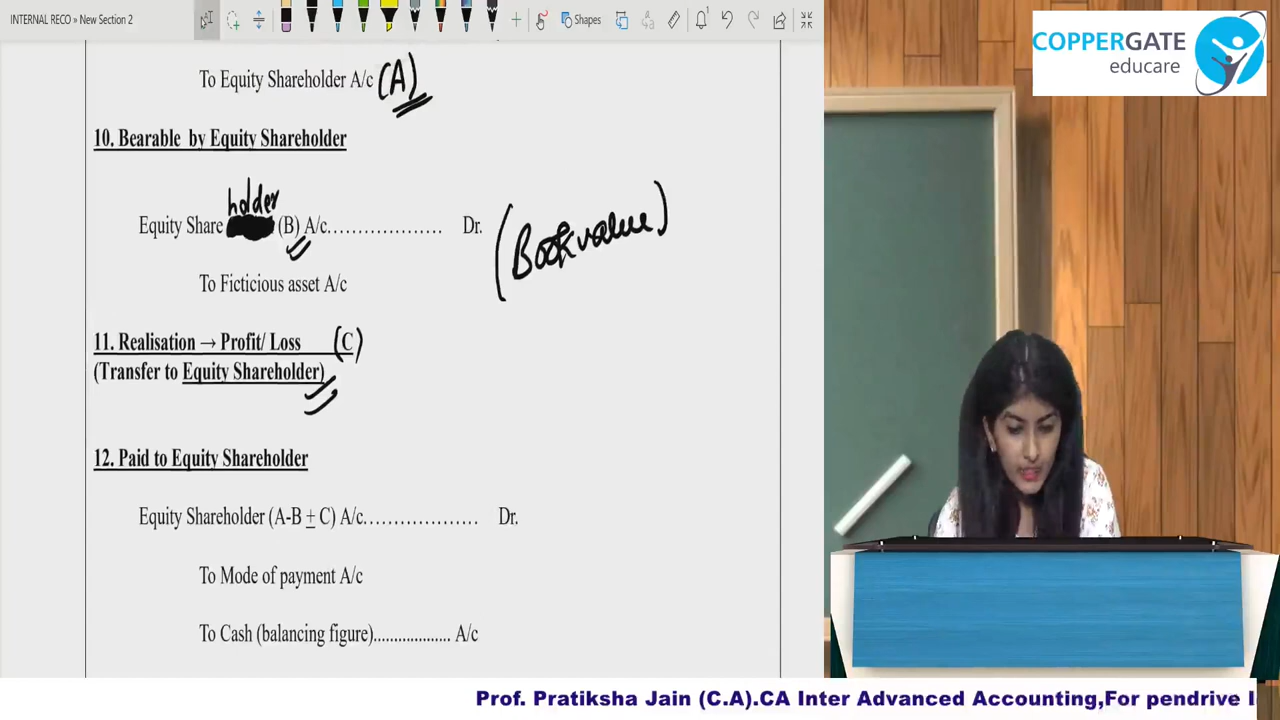 INTERNAL RECO » New Section 2
Shapes
COPPERGATE
educare
To Equity Shareholder A/c (A)
10. Bearable by Equity Shareholder
holder
Equity Share (B) A/c................... Dr. (Book value)
To Ficticious asset A/c
11. Realisation → Profit/ Loss (C)
(Transfer to Equity Shareholder)
12. Paid to Equity Shareholder
Equity Shareholder (A-B ± C) A/c................... Dr.
To Mode of payment A/c
To Cash (balancing figure)................... A/c
Prof. Pratiksha Jain (C.A).CA Inter Advanced Accounting,For pendrive